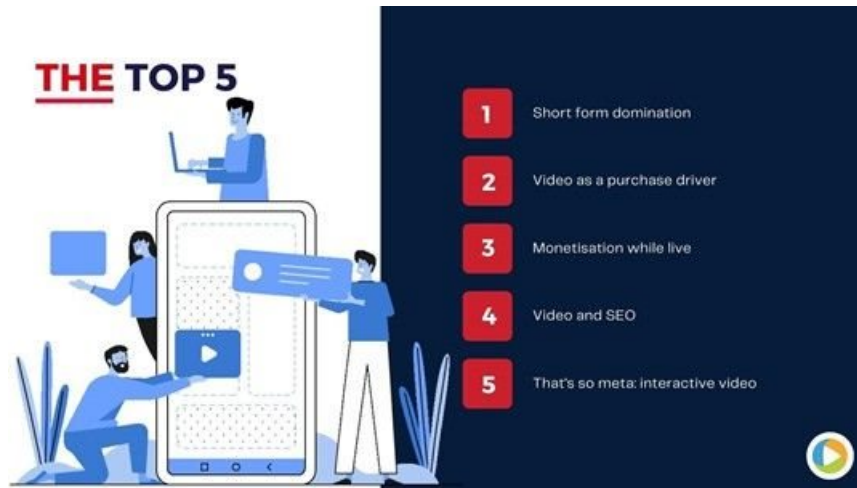 THE TOP 5
1 Short form domination
2 Video as a purchase driver
3 Monetisation while live
4 Video and SEO
5 That's so meta: interactive video